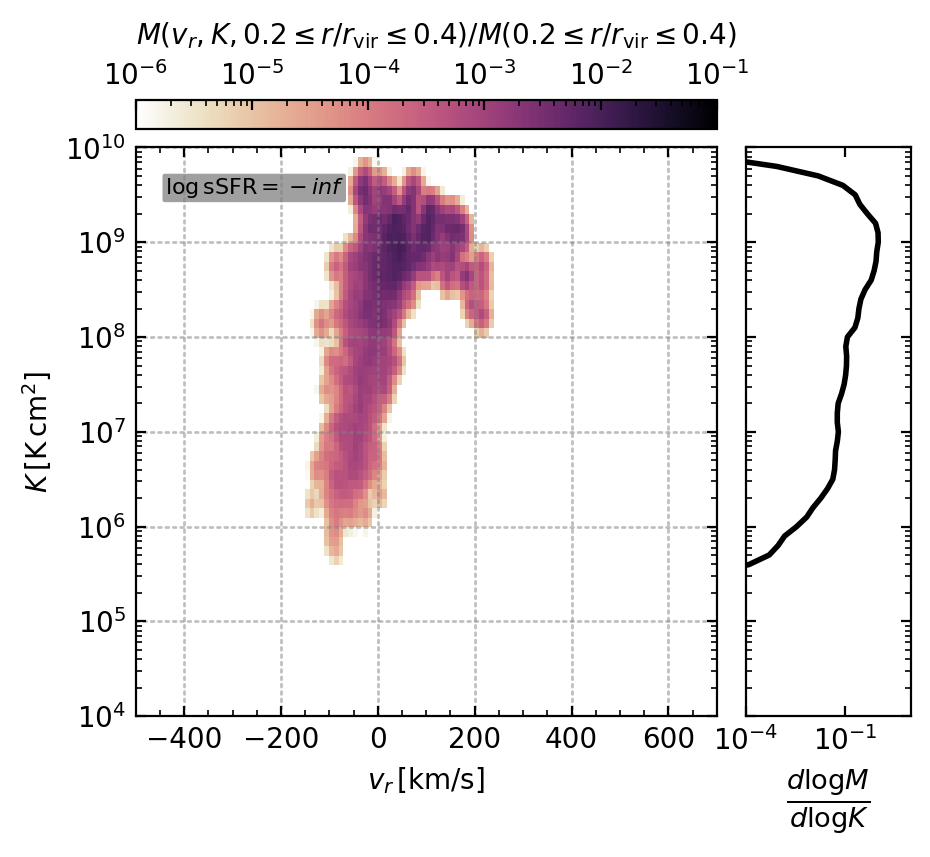 M(v_r, K, 0.2 ≤ r/r_vir ≤ 0.4)/M(0.2 ≤ r/r_vir ≤ 0.4)
10^−6 10^−5 10^−4 10^−3 10^−2 10^−1
10^10
log sSFR = −inf
10^9
10^8
10^7
10^6
10^5
10^4
K [K cm^2]
−400 −200 0 200 400 600
v_r [km/s]
10^−4 10^−1
dlogM
dlogK